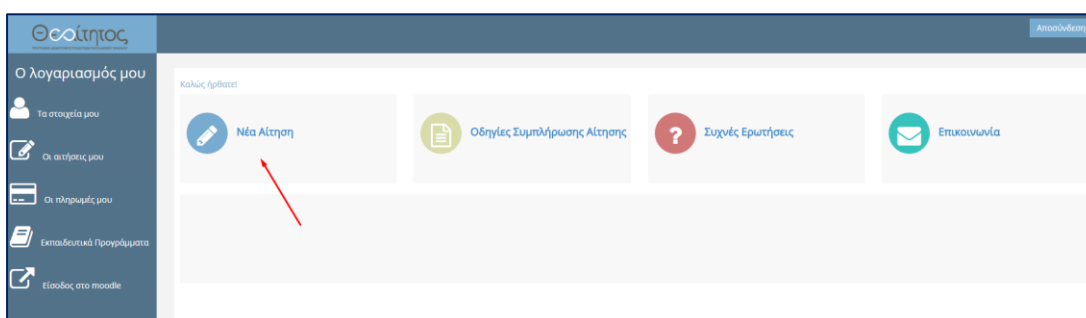 Θεαίτητος
Αποσύνδεση
Ο λογαριασμός μου
Τα στοιχεία μου
Οι αιτήσεις μου
Οι πληρωμές μου
Εκπαιδευτικά Προγράμματα
Είσοδος στο moodle
Καλώς ήρθατε!
Νέα Αίτηση
Οδηγίες Συμπλήρωσης Αίτησης
?
Συχνές Ερωτήσεις
Επικοινωνία